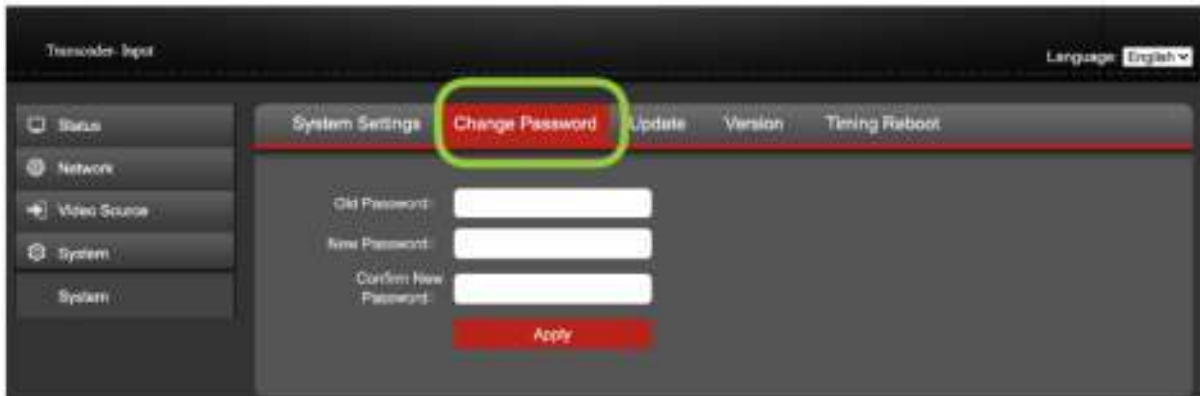 Transcoder- Input
Language: English
Status
Network
Video Source
System
System
System Settings Change Password Update Version Timing Reboot
Old Password:
New Password:
Confirm New
Password:
Apply